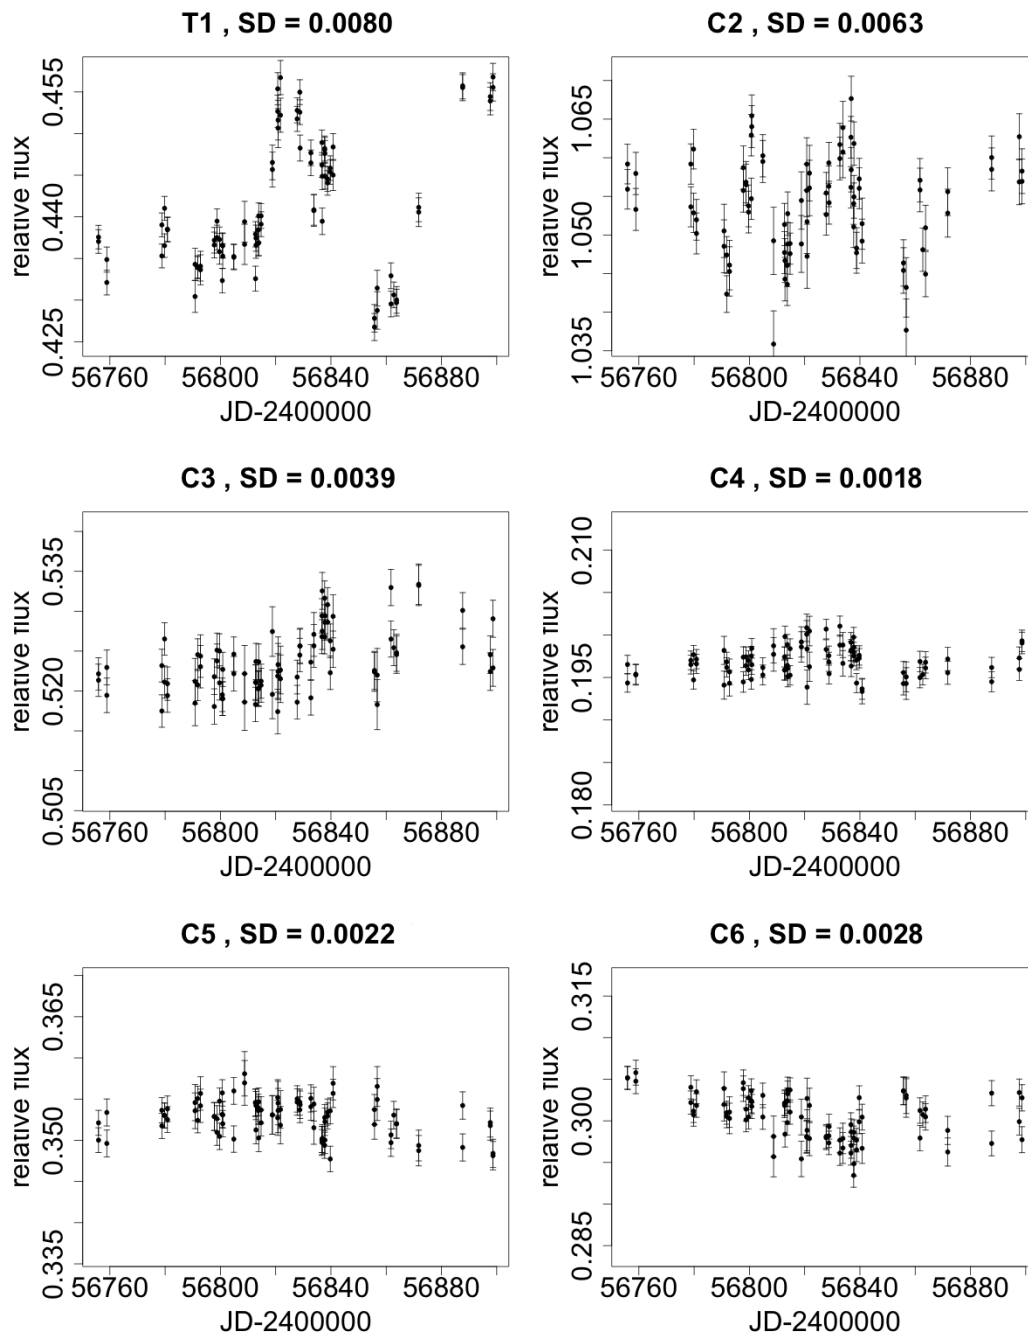 T1 , SD = 0.0080
C2 , SD = 0.0063
relative flux
0.425 0.440 0.455
56760 56800 56840 56880
JD-2400000
relative flux
1.035 1.050 1.065
56760 56800 56840 56880
JD-2400000
C3 , SD = 0.0039
C4 , SD = 0.0018
relative flux
0.505 0.520 0.535
56760 56800 56840 56880
JD-2400000
relative flux
0.180 0.195 0.210
56760 56800 56840 56880
JD-2400000
C5 , SD = 0.0022
C6 , SD = 0.0028
relative flux
0.335 0.350 0.365
56760 56800 56840 56880
JD-2400000
relative flux
0.285 0.300 0.315
56760 56800 56840 56880
JD-2400000